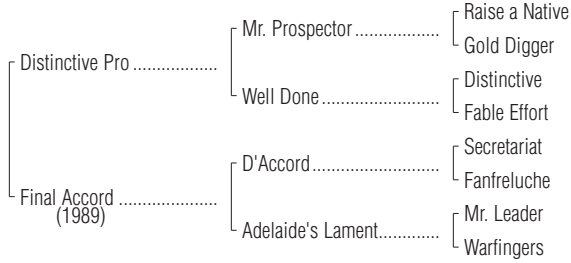 Raise a Native
Mr. Prospector ..................
Gold Digger
Distinctive Pro ..................
Distinctive
Well Done .........................
Fable Effort
Secretariat
D'Accord ...........................
Fanfreluche
Final Accord .....................
(1989)
Mr. Leader
Adelaide's Lament.............
Warfingers